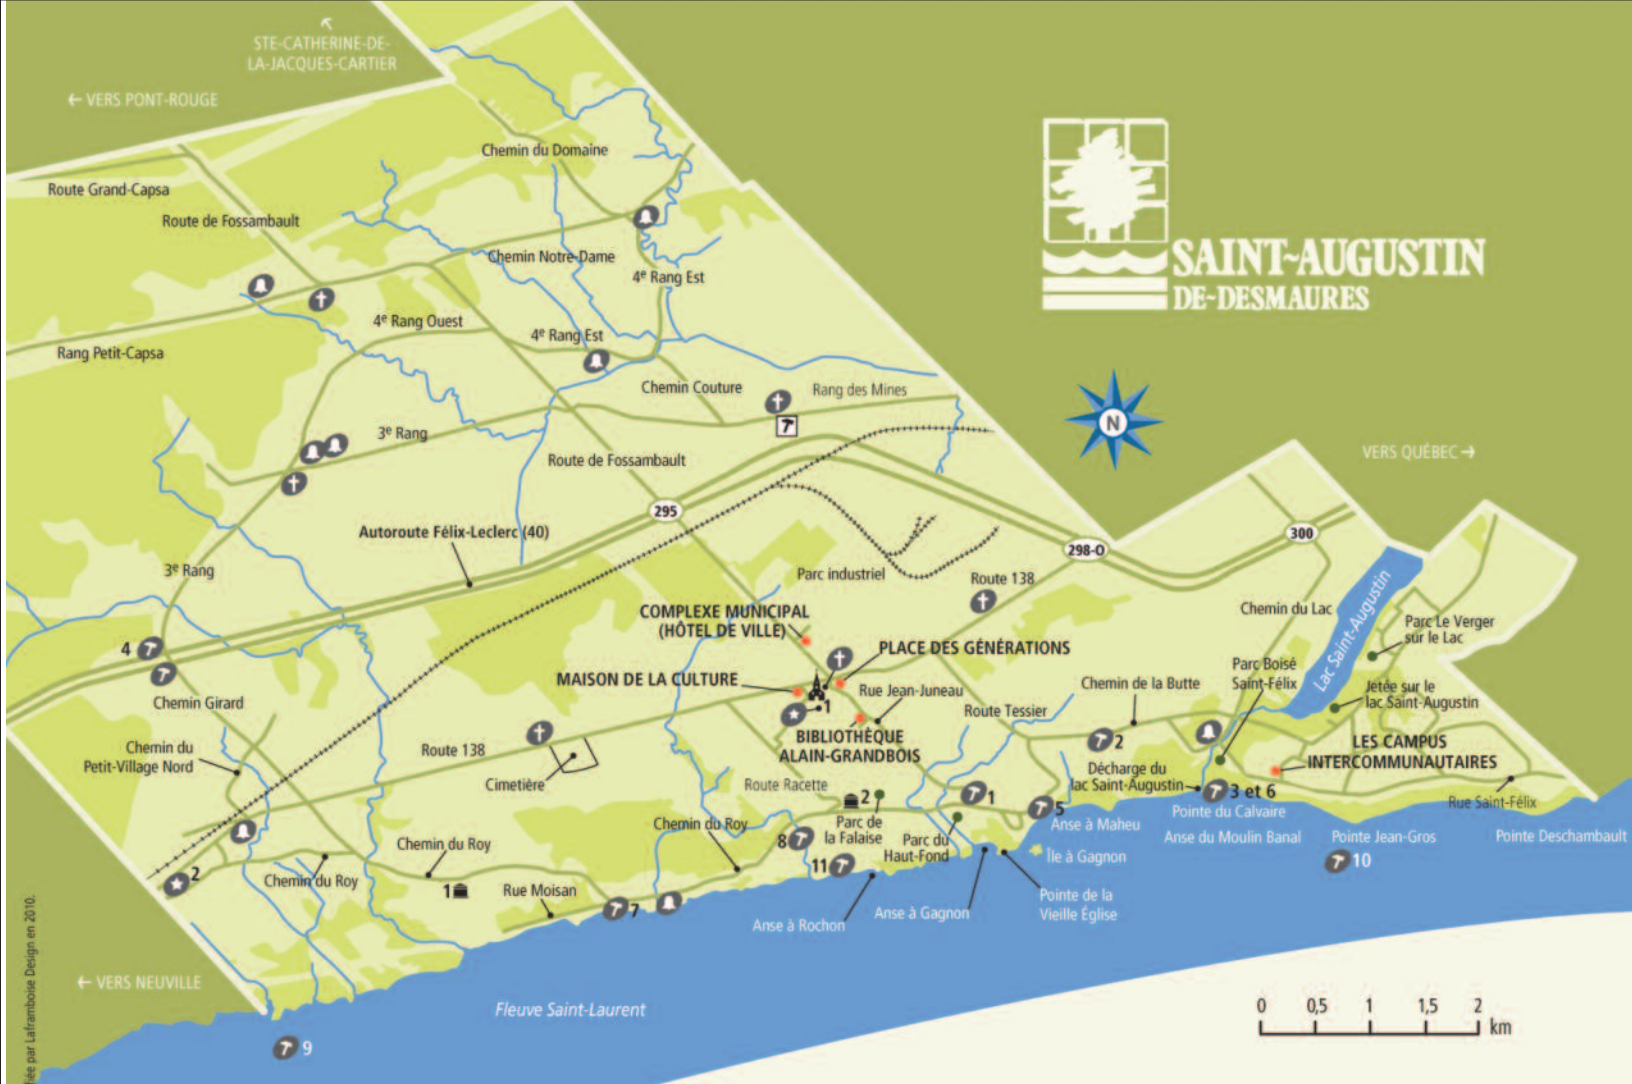 STE-CATHERINE-DE-
LA-JACQUES-CARTIER
← VERS PONT-ROUGE
Chemin du Domaine
Route Grand-Capsa
Route de Fossambault
SAINT~AUGUSTIN
DE~DESMAURES
Chemin Notre-Dame
4e Rang Est
4e Rang Ouest
4e Rang Est
Rang Petit-Capsa
Chemin Couture
Rang des Mines
N
3e Rang
VERS QUÉBEC →
Route de Fossambault
295
Autoroute Félix-Leclerc (40)
300
298-O
3e Rang
Parc industriel
Route 138
COMPLEXE MUNICIPAL
(HÔTEL DE VILLE)
Chemin du Lac
Lac Saint-Augustin
Parc Le Verger
sur le Lac
4
PLACE DES GÉNÉRATIONS
MAISON DE LA CULTURE
Parc Boisé
Saint-Félix
Chemin Girard
Rue Jean-Juneau
Chemin de la Butte
Jetée sur le
lac Saint-Augustin
1
Route Tessier
BIBLIOTHÈQUE
ALAIN-GRANDBOIS
2
LES CAMPUS
INTERCOMMUNAUTAIRES
Chemin du
Petit-Village Nord
Route 138
Cimetière
Route Racette
Décharge du
lac Saint-Augustin
3 et 6
Rue Saint-Félix
2
1
5
Parc de
la Falaise
Chemin du Roy
Anse à Maheu
Pointe du Calvaire
Anse du Moulin Banal
Pointe Jean-Gros
Pointe Deschambault
8
Parc du
Haut-Fond
Chemin du Roy
11
Île à Gagnon
10
2
Chemin du Roy
1
Rue Moisan
7
Pointe de la
Vieille Église
Anse à Gagnon
Anse à Rochon
← VERS NEUVILLE
Fleuve Saint-Laurent
9
0 0,5 1 1,5 2
km
par Laframboise Design en 2010.